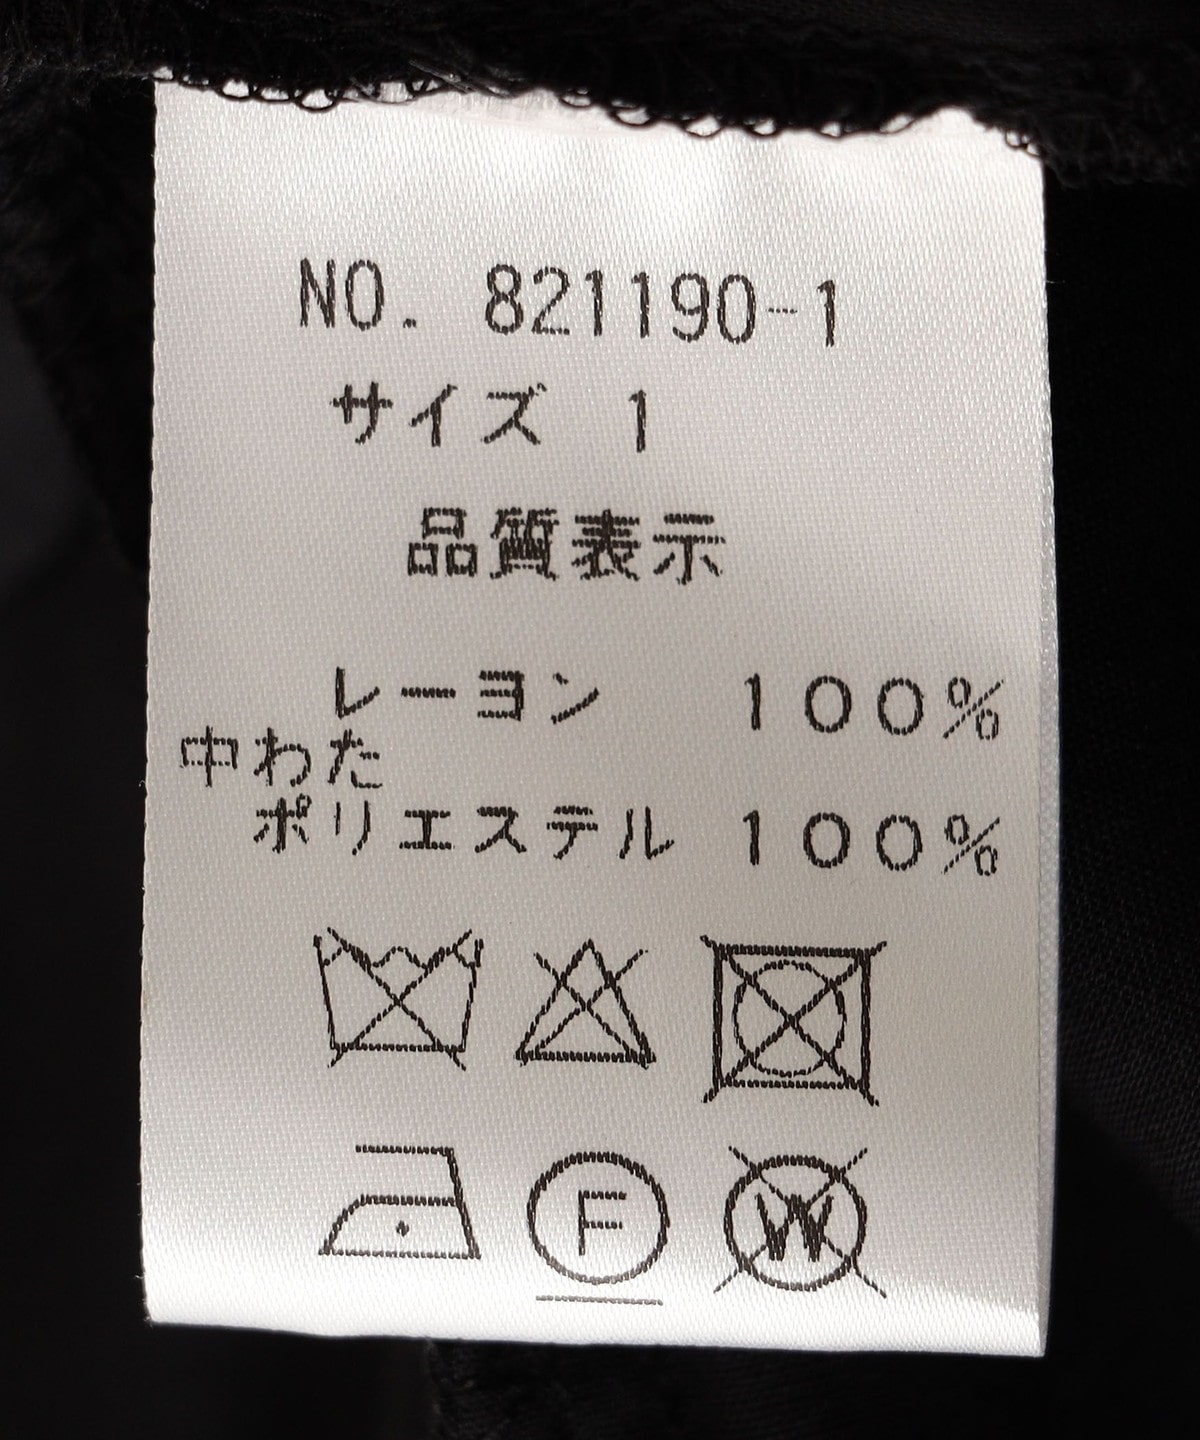 NO. 821190-1
サイズ 1
品質表示
レーヨン 100%
中わた
ポリエステル 100%
F
W